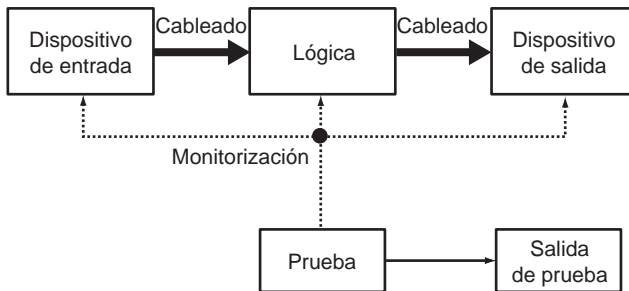 Dispositivo
de entrada
Cableado
Lógica
Cableado
Dispositivo
de salida
Monitorización
Prueba
Salida
de prueba